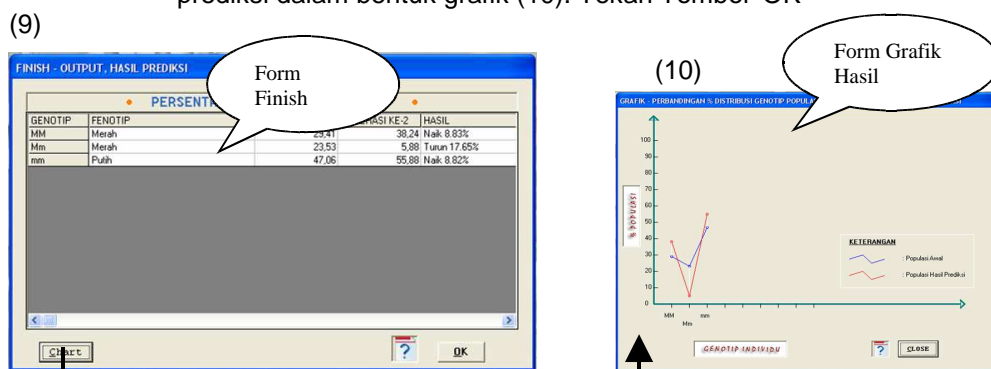 prediksi dalam bentuk grafik (10). Tekan Tombol OK
(9)
FINISH - OUTPUT, HASIL PREDIKSI
Form
Finish
GENOTIP FENOTIP KE-2 HASIL
MM Merah 29,41 38,24 Naik 8.83%
Mm Merah 23,53 5,88 Turun 17.65%
mm Putih 47,06 55,88 Naik 8.82%
Chart
? OK
(10)
Form Grafik
Hasil
GRAFIK - PERBANDINGAN % DISTRIBUSI GENOTIP
100
90
80
70
60
50
40
30
20
10
0
% POPULASI
MM
Mm
mm
KETERANGAN
: Populasi Awal
: Populasi Hasil Prediksi
GENOTIP INDIVIDU
? CLOSE